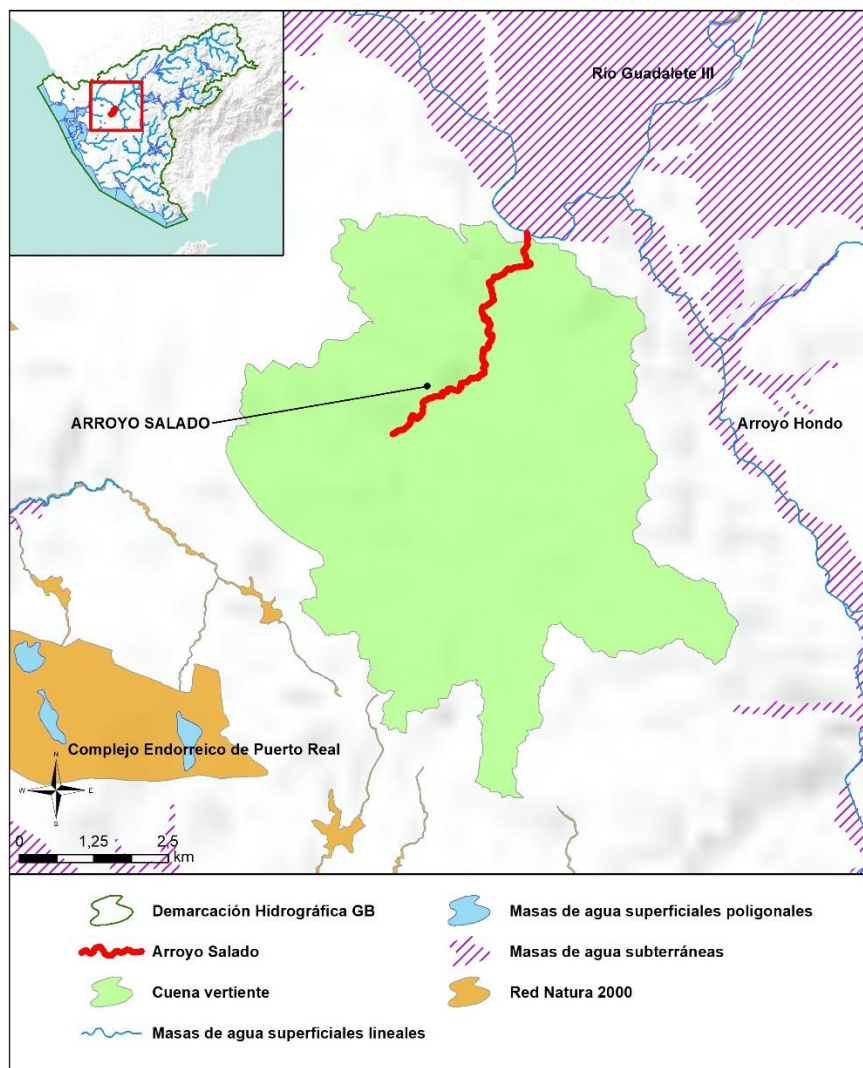 Río Guadalete III
ARROYO SALADO
Arroyo Hondo
Complejo Endorreico de Puerto Real
N
W E
S
0 1,25 2,5
km
Demarcación Hidrográfica GB
Arroyo Salado
Cuena vertiente
Masas de agua superficiales lineales
Masas de agua superficiales poligonales
Masas de agua subterráneas
Red Natura 2000